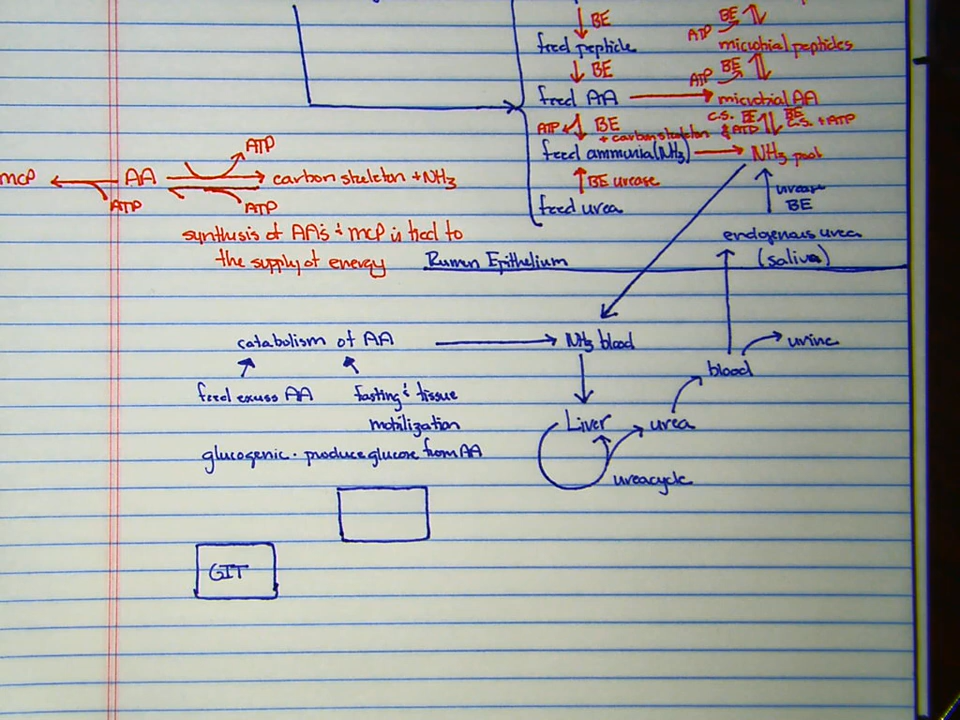 BE
BE
ATP
feed peptide
microbial peptides
BE
BE
ATP
feed AA
microbial AA
ATP
BE
c.s. BE
BE
+ carbon skeleton
& ATP
c.s. + ATP
feed ammonia (NH3)
NH3 pool
ATP
mcp
AA
carbon skeleton + NH3
ATP
ATP
BE urease
urease
BE
feed urea
synthesis of AA's & mcp is tied to
the supply of energy
endogenous urea
(saliva)
Rumen Epithelium
catabolism of AA
NH3 blood
urine
blood
feed excess AA
fasting & tissue
motilization
Liver
urea
glucogenic · produce glucose from AA
ureacycle
GIT